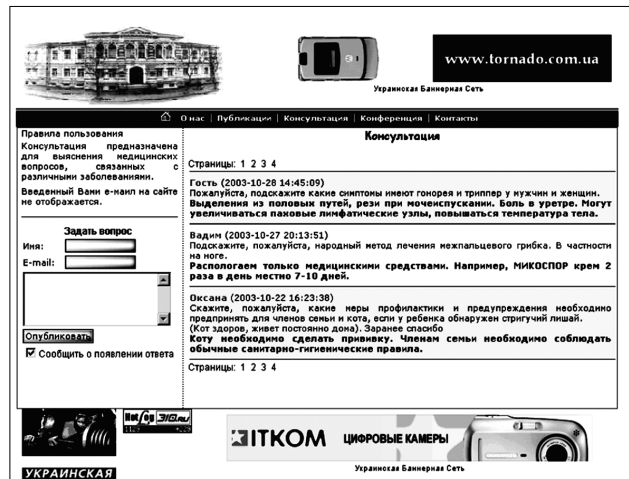 www.tornado.com.ua
Украинская Баннерная Сеть
О нас | Публикации | Консультация | Конференция | Контакты
Правила пользования
Консультация предназначена
для выяснения медицинских
вопросов, связанных с
различными заболеваниями.
Введенный Вами е-маил на сайте
не отображается.
Задать вопрос
Имя:
E-mail:
Опубликовать
Сообщить о появлении ответа
Консультация
Страницы: 1 2 3 4
Гость (2003-10-28 14:45:09)
Пожалуйста, подскажите какие симптомы имеют гонорея и триппер у мужчин и женщин.
Выделения из половых путей, рези при мочеиспускании. Боль в уретре. Могут
увеличиваться паховые лимфатические узлы, повышаться температура тела.
Вадим (2003-10-27 20:13:51)
Подскажите, пожалуйста, народный метод лечения межпальцевого грибка. В частности
на ноге.
Распологаем только медицинскими средствами. Например, МИКОСПОР крем 2
раза в день местно 7-10 дней.
Оксана (2003-10-22 16:23:38)
Скажите, пожалуйста, какие меры профилактики и предупреждения необходимо
предпринять для членов семьи и кота, если у ребенка обнаружен стригучий лишай.
(Кот здоров, живет постоянно дома). Заранее спасибо
Коту необходимо сделать прививку. Членам семьи необходимо соблюдать
обычные санитарно-гигиенические правила.
Страницы: 1 2 3 4
ITKOM ЦИФРОВЫЕ КАМЕРЫ
Украинская Баннерная Сеть
УКРАИНСКАЯ